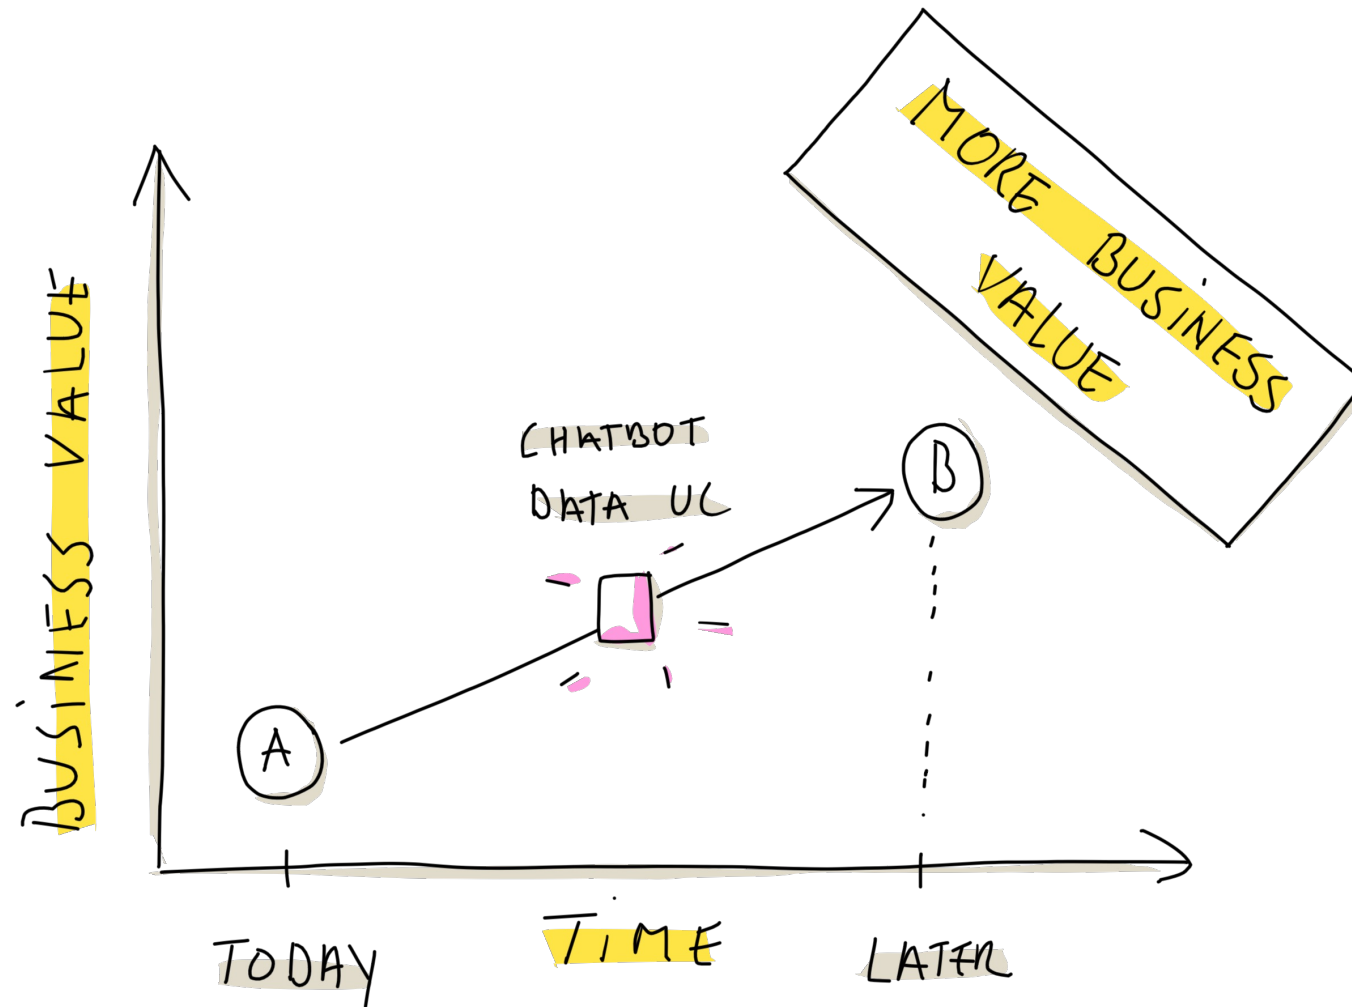 MORE BUSINESS
VALUE
BUSINESS VALUE
CHATBOT
DATA UC
B
A
TODAY
TIME
LATER